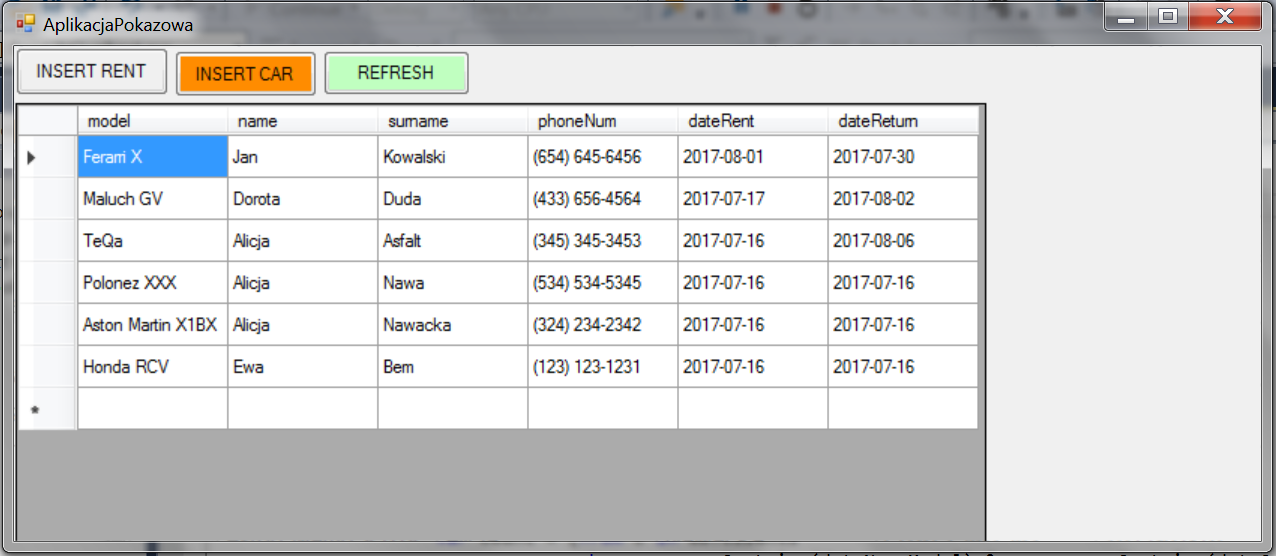 AplikacjaPokazowa
INSERT RENT INSERT CAR REFRESH
model name surname phoneNum dateRent dateReturn
Ferarri X Jan Kowalski (654) 645-6456 2017-08-01 2017-07-30
Maluch GV Dorota Duda (433) 656-4564 2017-07-17 2017-08-02
TeQa Alicja Asfalt (345) 345-3453 2017-07-16 2017-08-06
Polonez XXX Alicja Nawa (534) 534-5345 2017-07-16 2017-07-16
Aston Martin X1BX Alicja Nawacka (324) 234-2342 2017-07-16 2017-07-16
Honda RCV Ewa Bem (123) 123-1231 2017-07-16 2017-07-16